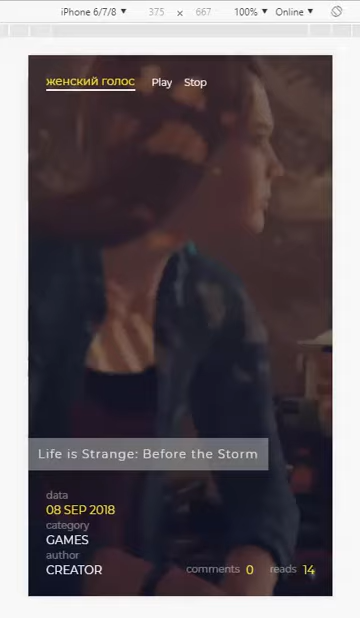 iPhone 6/7/8 ▼ 375 × 667 100% ▼ Online ▼
женский голос Play Stop
Life is Strange: Before the Storm
data
08 SEP 2018
category
GAMES
author
CREATOR
comments 0 reads 14